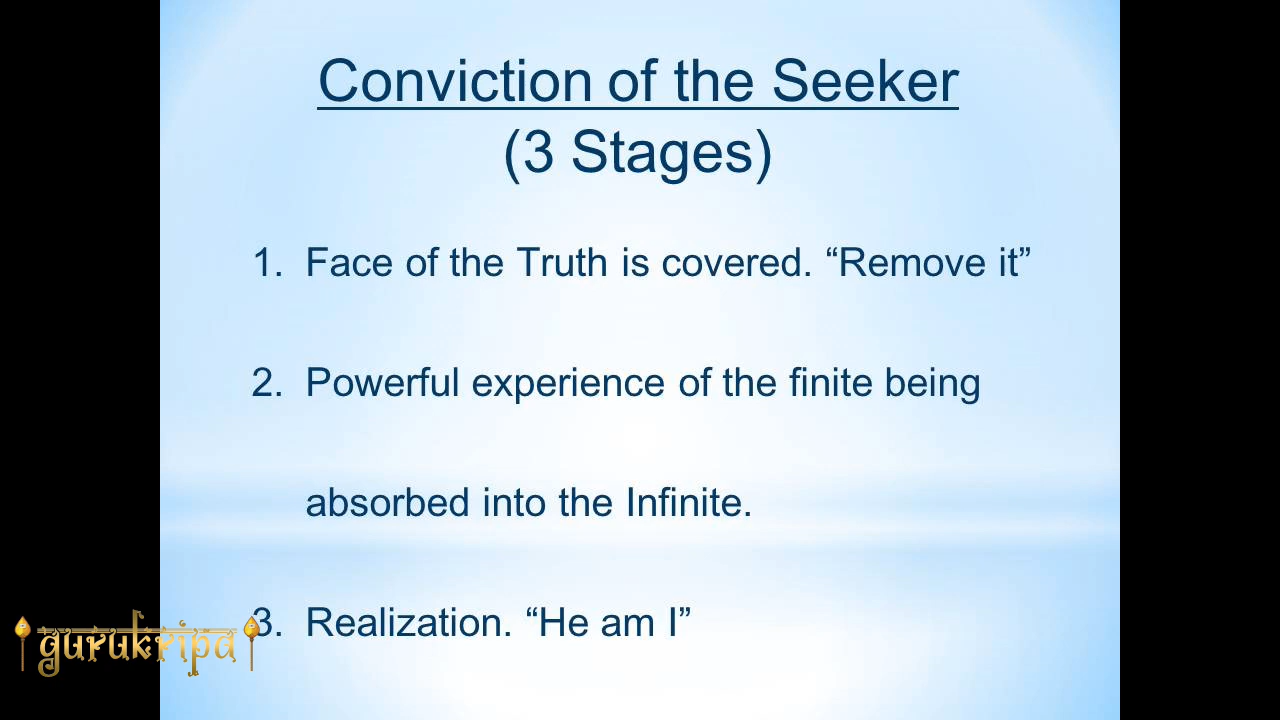 Conviction of the Seeker
(3 Stages)
1. Face of the Truth is covered. “Remove it”
2. Powerful experience of the finite being
absorbed into the Infinite.
3. Realization. “He am I”
gurukripa